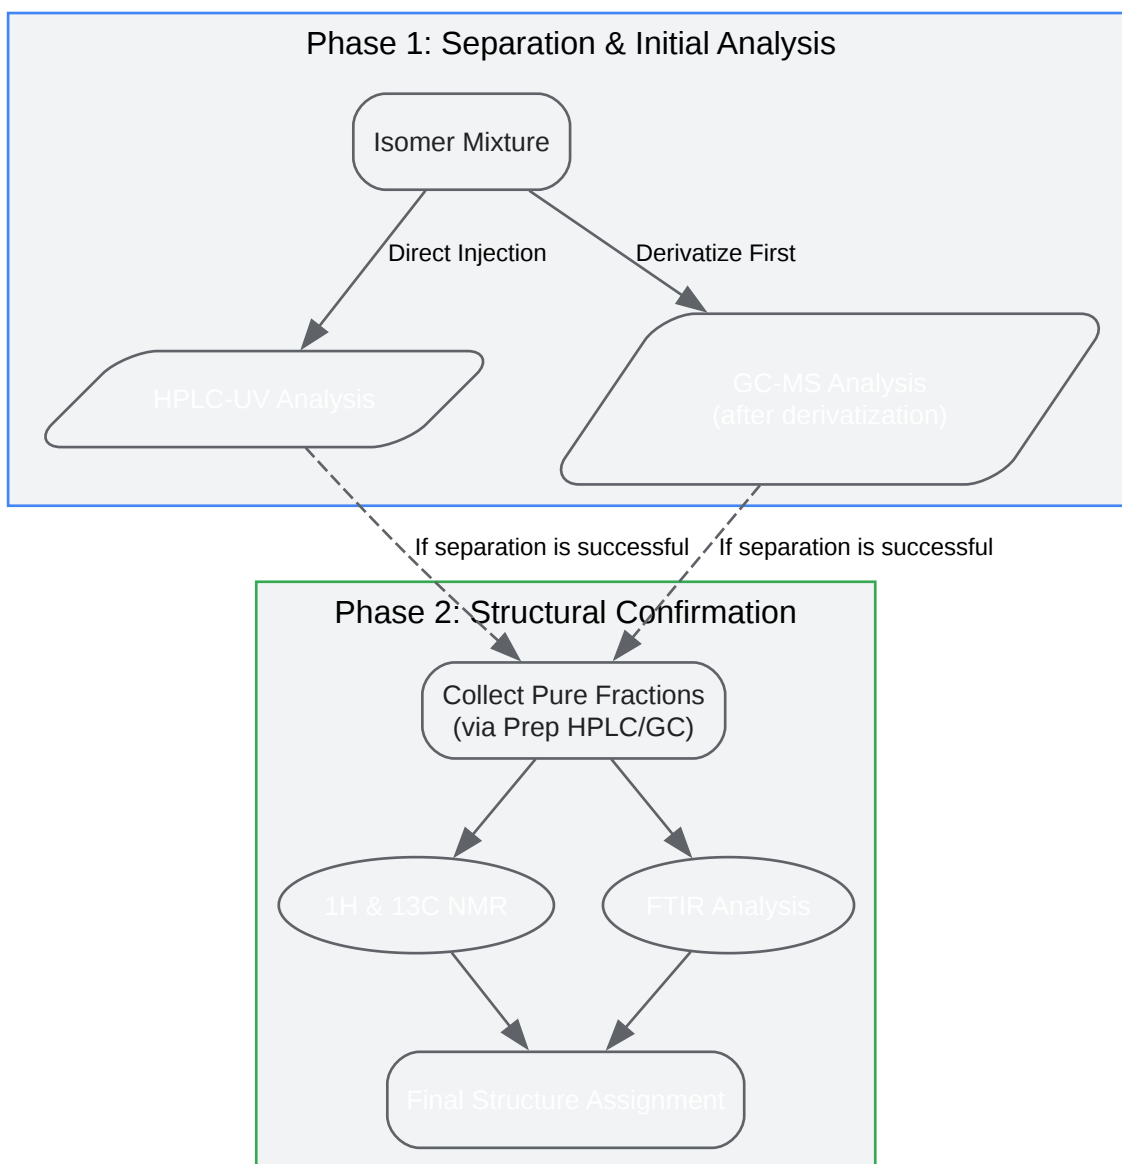 Phase 1: Separation & Initial Analysis
Isomer Mixture
Direct Injection
Derivatize First
HPLC-UV Analysis
GC-MS Analysis
(after derivatization)
If separation is successful
If separation is successful
Phase 2: Structural Confirmation
Collect Pure Fractions
(via Prep HPLC/GC)
1H & 13C NMR
FTIR Analysis
Final Structure Assignment